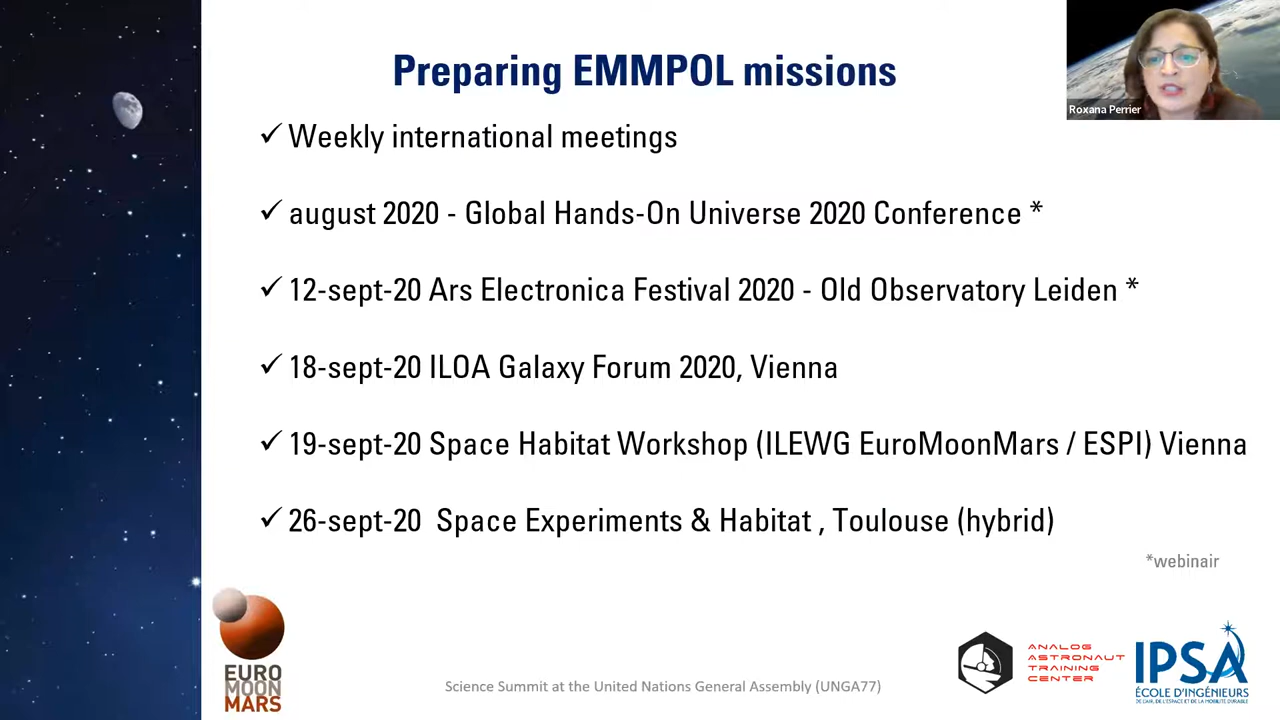 Preparing EMMPOL missions
Roxana Perrier
✓ Weekly international meetings
✓ august 2020 - Global Hands-On Universe 2020 Conference *
✓ 12-sept-20 Ars Electronica Festival 2020 - Old Observatory Leiden *
✓ 18-sept-20 ILOA Galaxy Forum 2020, Vienna
✓ 19-sept-20 Space Habitat Workshop (ILEWG EuroMoonMars / ESPI) Vienna
✓ 26-sept-20 Space Experiments & Habitat , Toulouse (hybrid)
*webinair
EURO
MOON
MARS
Science Summit at the United Nations General Assembly (UNGA77)
ANALOG
ASTRONAUT
TRAINING
CENTER
IPSA
ÉCOLE D'INGÉNIEURS
DE L'AIR, DE L'ESPACE ET DE LA MOBILITÉ DURABLE